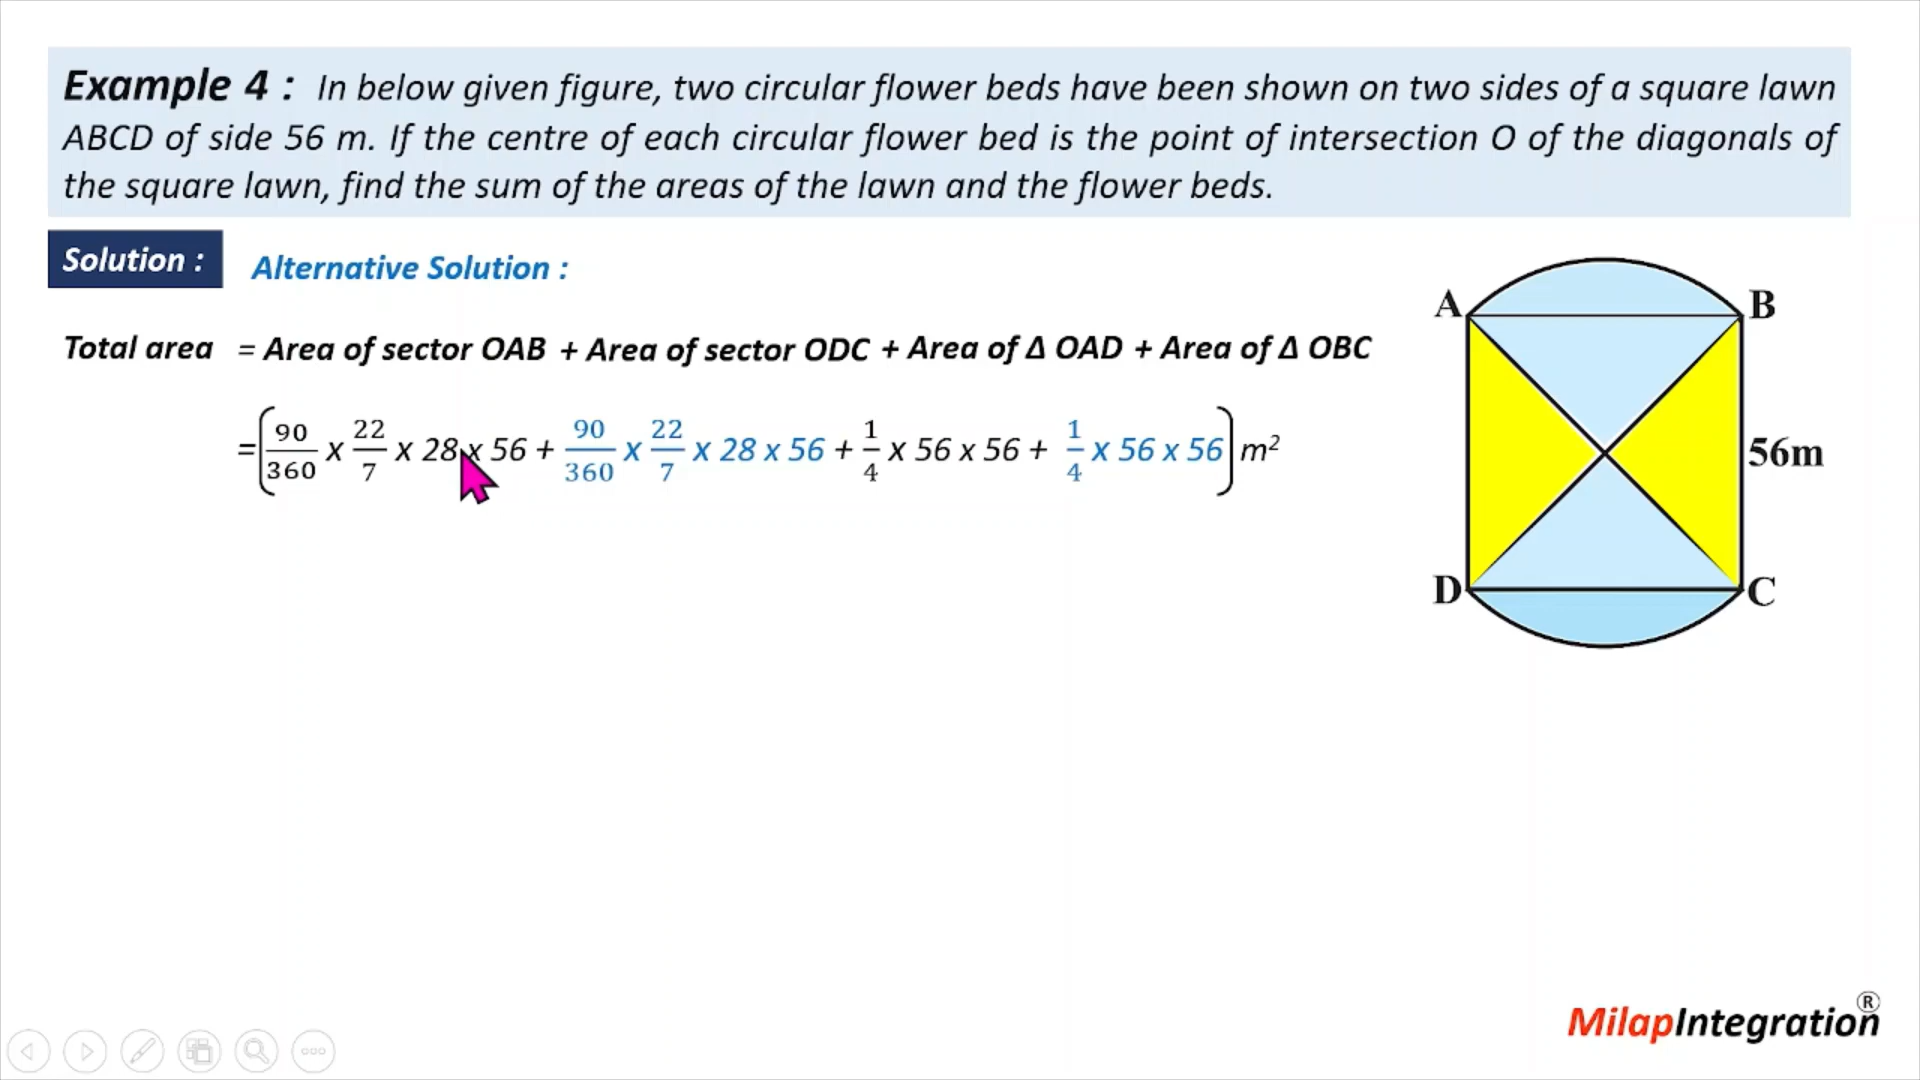 Example 4 : In below given figure, two circular flower beds have been shown on two sides of a square lawn
ABCD of side 56 m. If the centre of each circular flower bed is the point of intersection O of the diagonals of
the square lawn, find the sum of the areas of the lawn and the flower beds.
Solution :
Alternative Solution :
Total area = Area of sector OAB + Area of sector ODC + Area of Δ OAD + Area of Δ OBC
= (90/360 x 22/7 x 28 x 56 + 90/360 x 22/7 x 28 x 56 + 1/4 x 56 x 56 + 1/4 x 56 x 56) m²
A
B
56m
D
C
MilapIntegration®